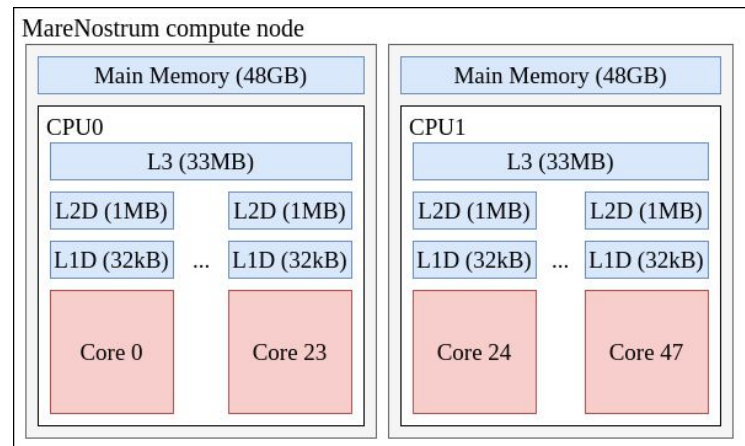 MareNostrum compute node
Main Memory (48GB)
CPU0
L3 (33MB)
L2D (1MB) L2D (1MB)
L1D (32kB) ... L1D (32kB)
Core 0 Core 23
Main Memory (48GB)
CPU1
L3 (33MB)
L2D (1MB) L2D (1MB)
L1D (32kB) ... L1D (32kB)
Core 24 Core 47